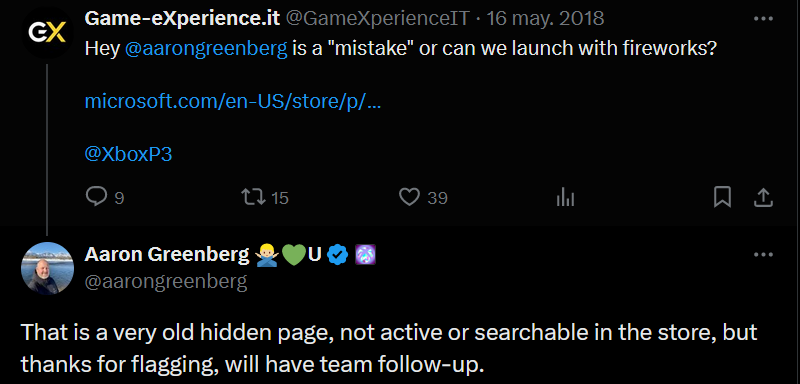 GX
Game-eXperience.it @GameXperienceIT · 16 may. 2018
Hey @aarongreenberg is a "mistake" or can we launch with fireworks?
microsoft.com/en-US/store/p/...
@XboxP3
9 15 39
Aaron Greenberg 🙅🏼‍♂️💚U
@aarongreenberg
That is a very old hidden page, not active or searchable in the store, but
thanks for flagging, will have team follow-up.